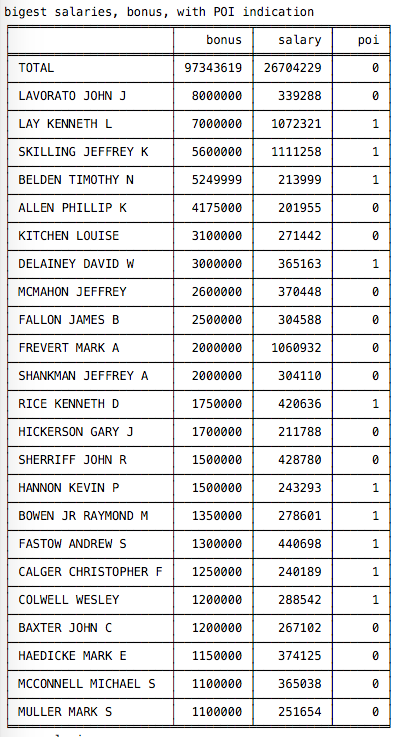 bigest salaries, bonus, with POI indication
bonus salary poi
TOTAL 97343619 26704229 0
LAVORATO JOHN J 8000000 339288 0
LAY KENNETH L 7000000 1072321 1
SKILLING JEFFREY K 5600000 1111258 1
BELDEN TIMOTHY N 5249999 213999 1
ALLEN PHILLIP K 4175000 201955 0
KITCHEN LOUISE 3100000 271442 0
DELAINEY DAVID W 3000000 365163 1
MCMAHON JEFFREY 2600000 370448 0
FALLON JAMES B 2500000 304588 0
FREVERT MARK A 2000000 1060932 0
SHANKMAN JEFFREY A 2000000 304110 0
RICE KENNETH D 1750000 420636 1
HICKERSON GARY J 1700000 211788 0
SHERRIFF JOHN R 1500000 428780 0
HANNON KEVIN P 1500000 243293 1
BOWEN JR RAYMOND M 1350000 278601 1
FASTOW ANDREW S 1300000 440698 1
CALGER CHRISTOPHER F 1250000 240189 1
COLWELL WESLEY 1200000 288542 1
BAXTER JOHN C 1200000 267102 0
HAEDICKE MARK E 1150000 374125 0
MCCONNELL MICHAEL S 1100000 365038 0
MULLER MARK S 1100000 251654 0